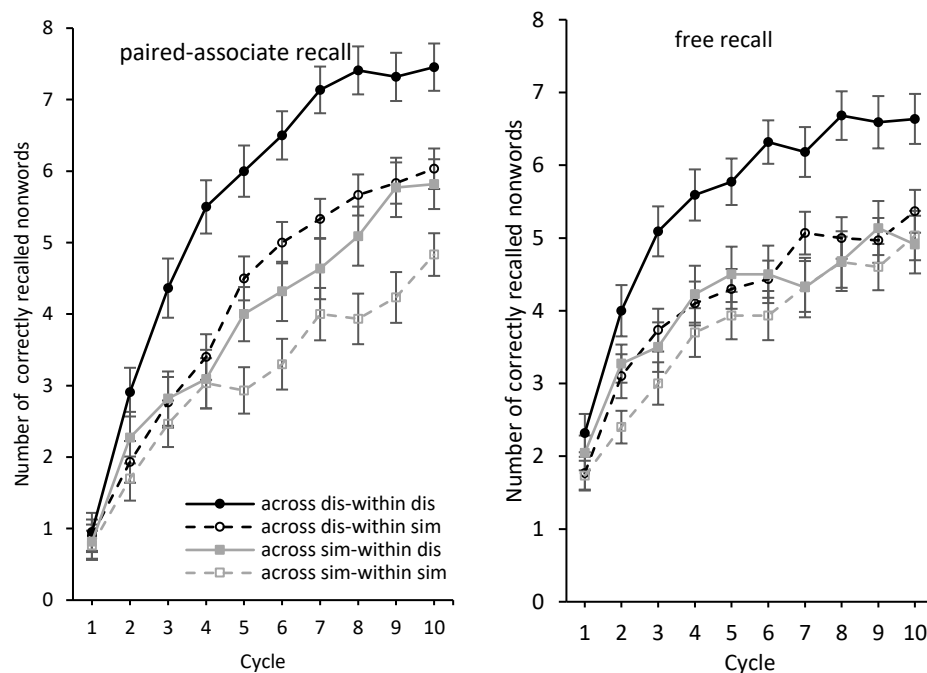 paired-associate recall
Number of correctly recalled nonwords
8
7
6
5
4
3
2
1
0
across dis-within dis
across dis-within sim
across sim-within dis
across sim-within sim
1 2 3 4 5 6 7 8 9 10
Cycle
free recall
Number of correctly recalled nonwords
8
7
6
5
4
3
2
1
0
1 2 3 4 5 6 7 8 9 10
Cycle